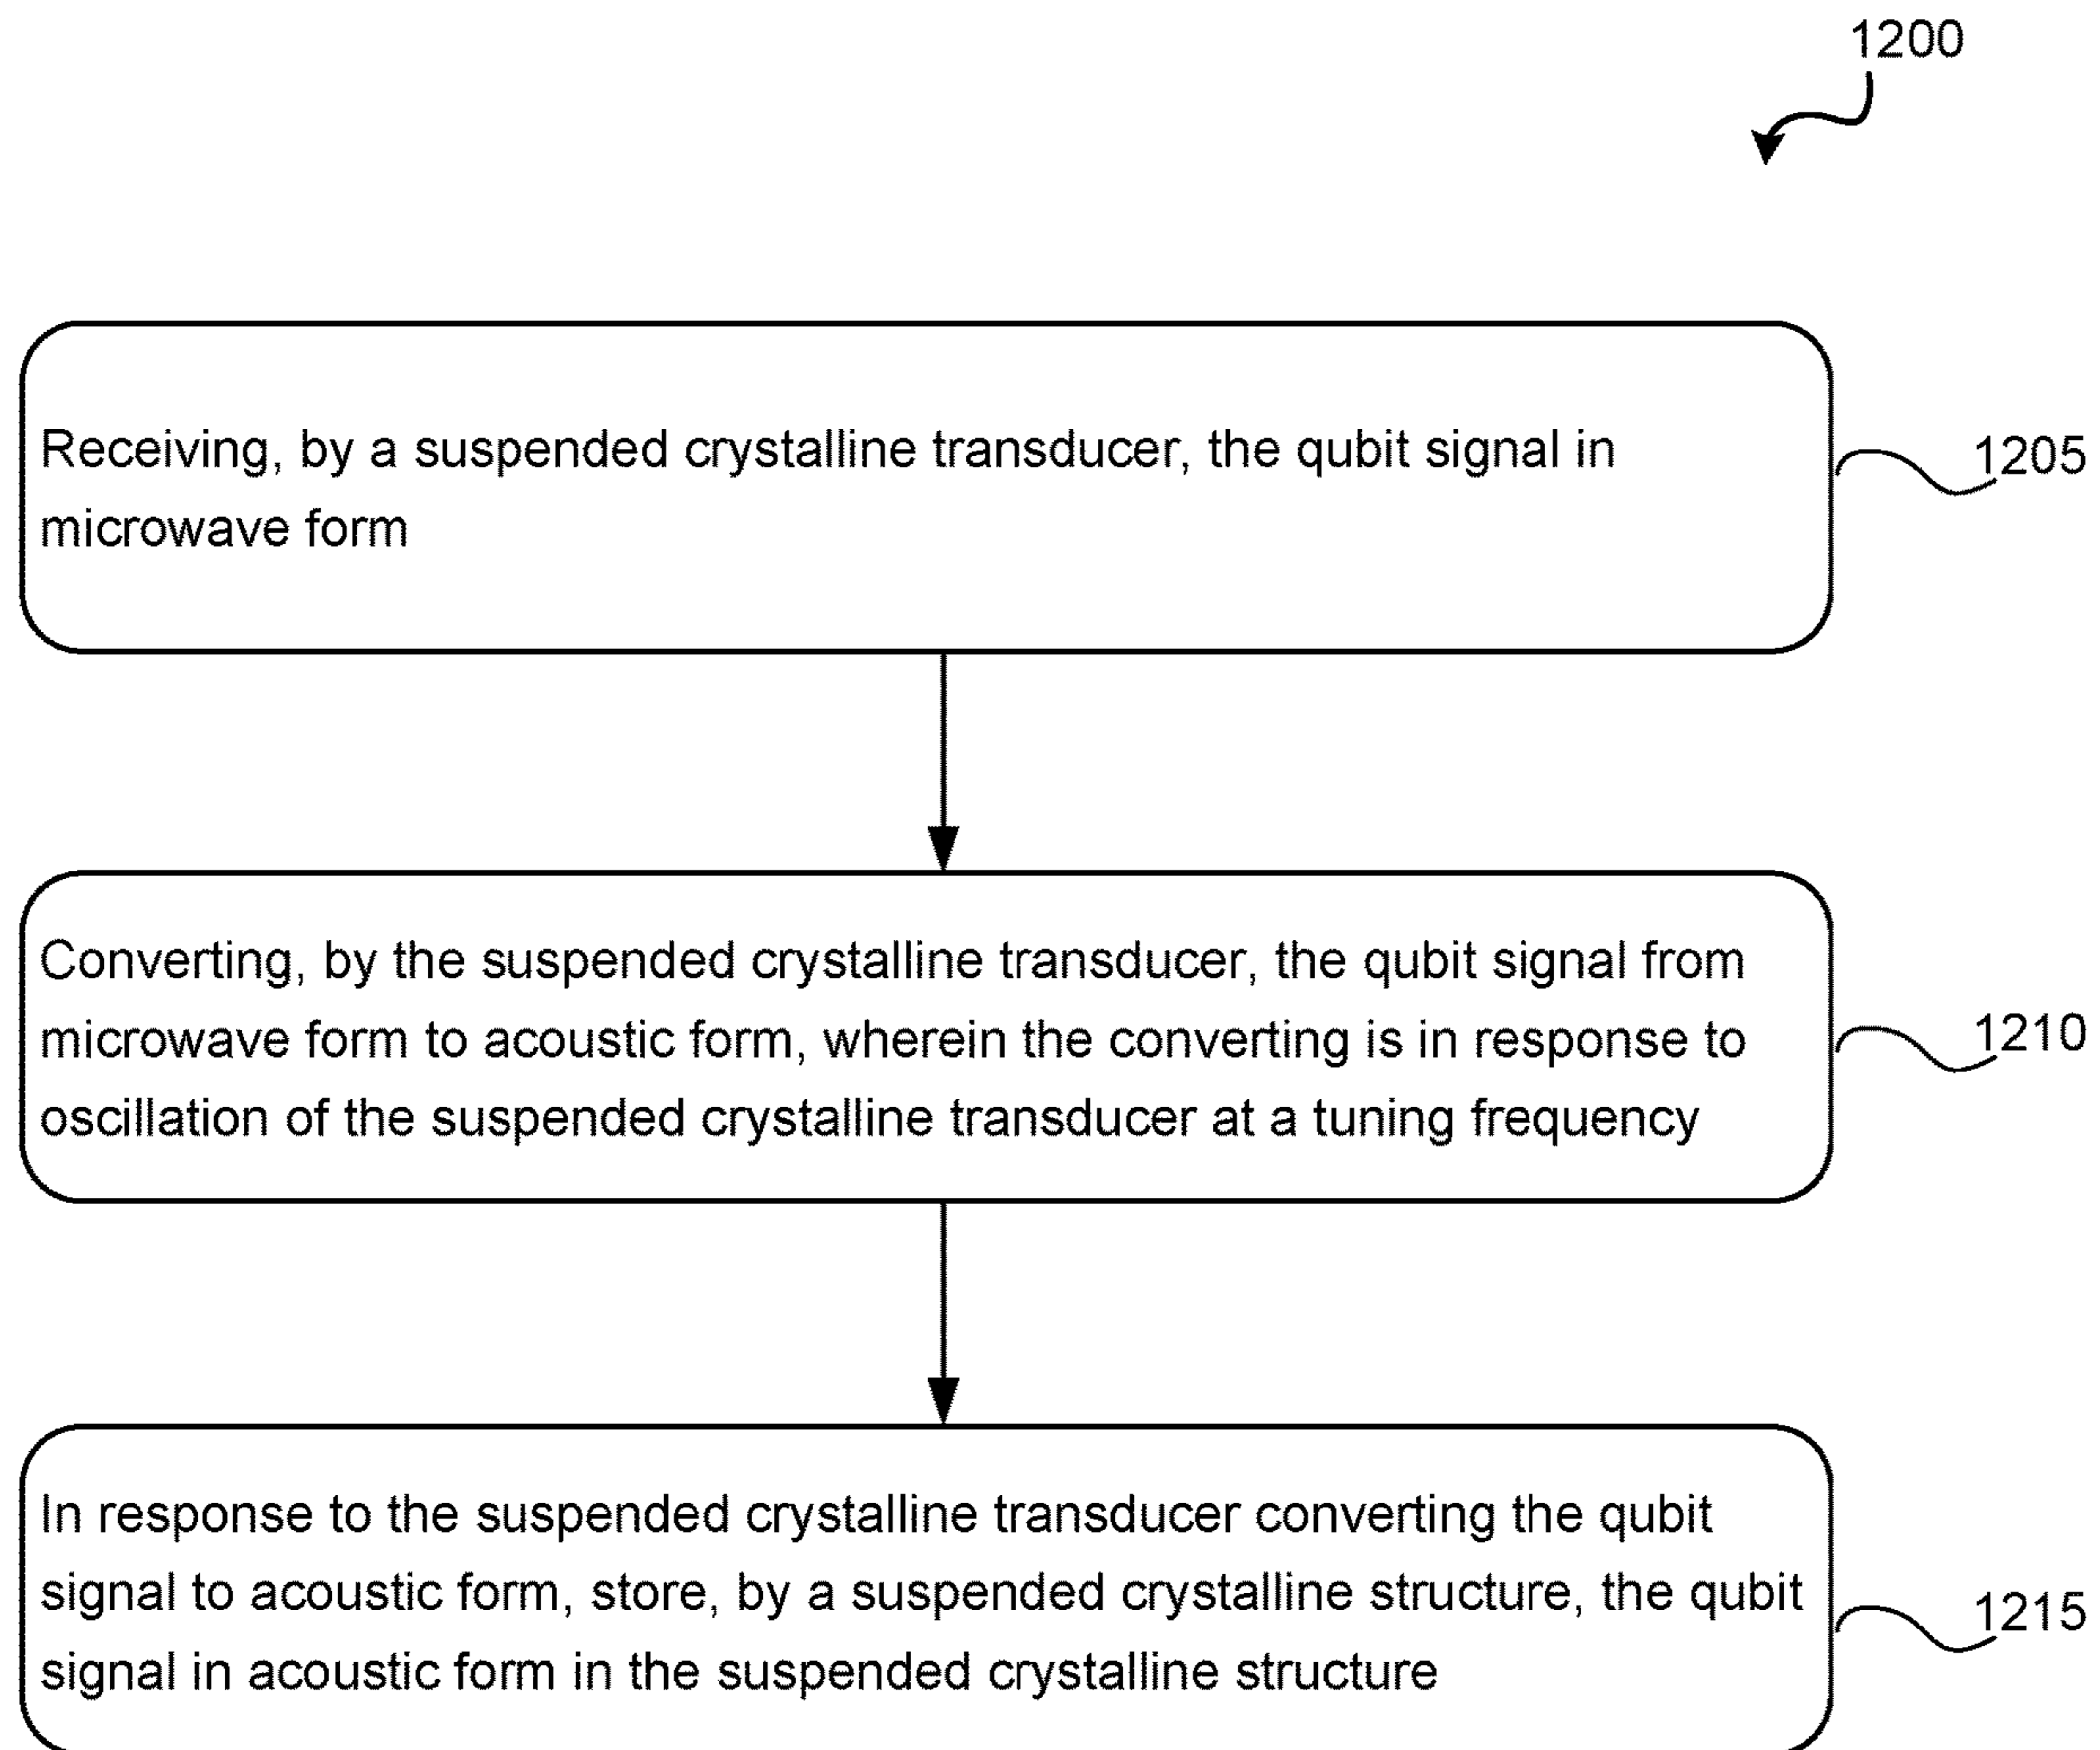 1200
Receiving, by a suspended crystalline transducer, the qubit signal in
microwave form
1205
Converting, by the suspended crystalline transducer, the qubit signal from
microwave form to acoustic form, wherein the converting is in response to
oscillation of the suspended crystalline transducer at a tuning frequency
1210
In response to the suspended crystalline transducer converting the qubit
signal to acoustic form, store, by a suspended crystalline structure, the qubit
signal in acoustic form in the suspended crystalline structure
1215